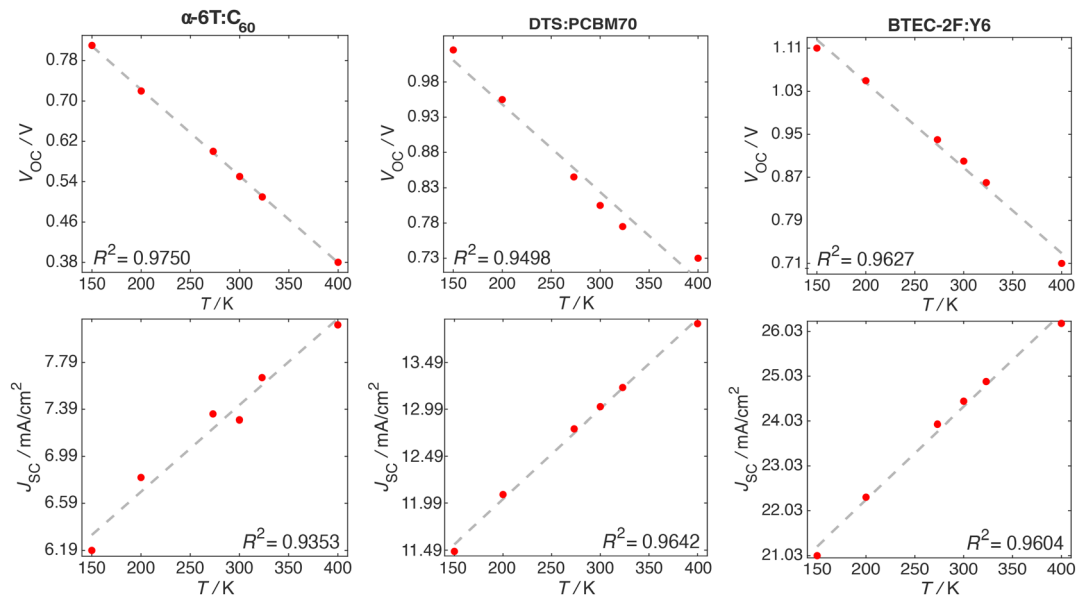 α-6T:C60
DTS:PCBM70
BTEC-2F:Y6
VOC / V
0.78
0.70
0.62
0.54
0.46
0.38
R2 = 0.9750
150 200 250 300 350 400
T / K
VOC / V
0.98
0.93
0.88
0.83
0.78
0.73
R2 = 0.9498
150 200 250 300 350 400
T / K
VOC / V
1.11
1.03
0.95
0.87
0.79
0.71
R2 = 0.9627
150 200 250 300 350 400
T / K
JSC / mA/cm2
7.79
7.39
6.99
6.59
6.19
R2 = 0.9353
150 200 250 300 350 400
T / K
JSC / mA/cm2
13.49
12.99
12.49
11.99
11.49
R2 = 0.9642
150 200 250 300 350 400
T / K
JSC / mA/cm2
26.03
25.03
24.03
23.03
22.03
21.03
R2 = 0.9604
150 200 250 300 350 400
T / K